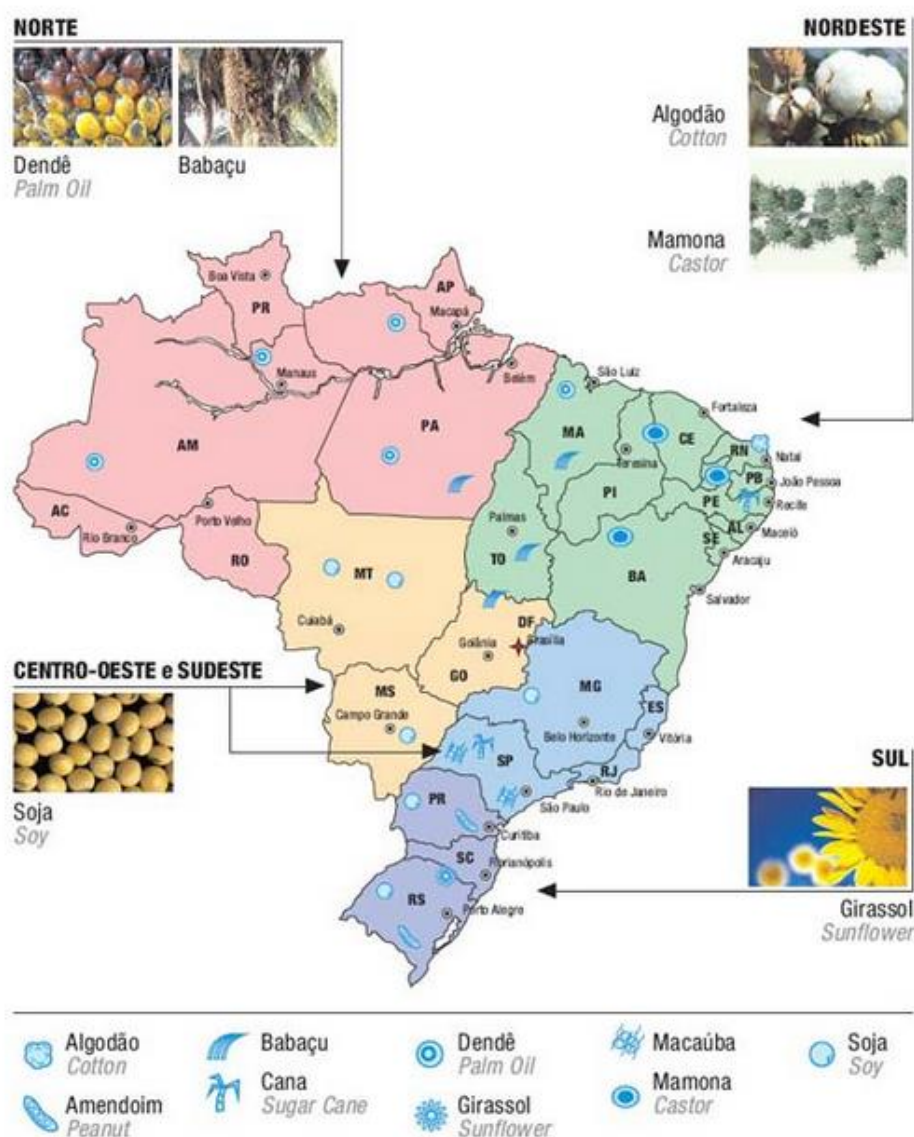 NORTE
NORDESTE
Dendê
Palm Oil
Babaçu
Algodão
Cotton
Mamona
Castor
Boa Vista
PR
AP
Macapá
Manaus
Belém
São Luiz
Fortaleza
AM
PA
MA
CE
RN
Natal
Teresina
PB
João Pessoa
PI
PE
Recife
AC
Rio Branco
Porto Velho
RO
Palmas
TO
AL
Maceió
SE
Aracaju
MT
BA
Salvador
Cuiabá
DF
Brasília
Goiânia
GO
CENTRO-OESTE e SUDESTE
MS
Campo Grande
MG
ES
Belo Horizonte
Vitória
SP
RJ
Rio de Janeiro
São Paulo
SUL
Soja
Soy
PR
Curitiba
SC
Florianópolis
RS
Porto Alegre
Girassol
Sunflower
Algodão
Cotton
Babaçu
Dendê
Palm Oil
Macaúba
Soja
Soy
Amendoim
Peanut
Cana
Sugar Cane
Girassol
Sunflower
Mamona
Castor